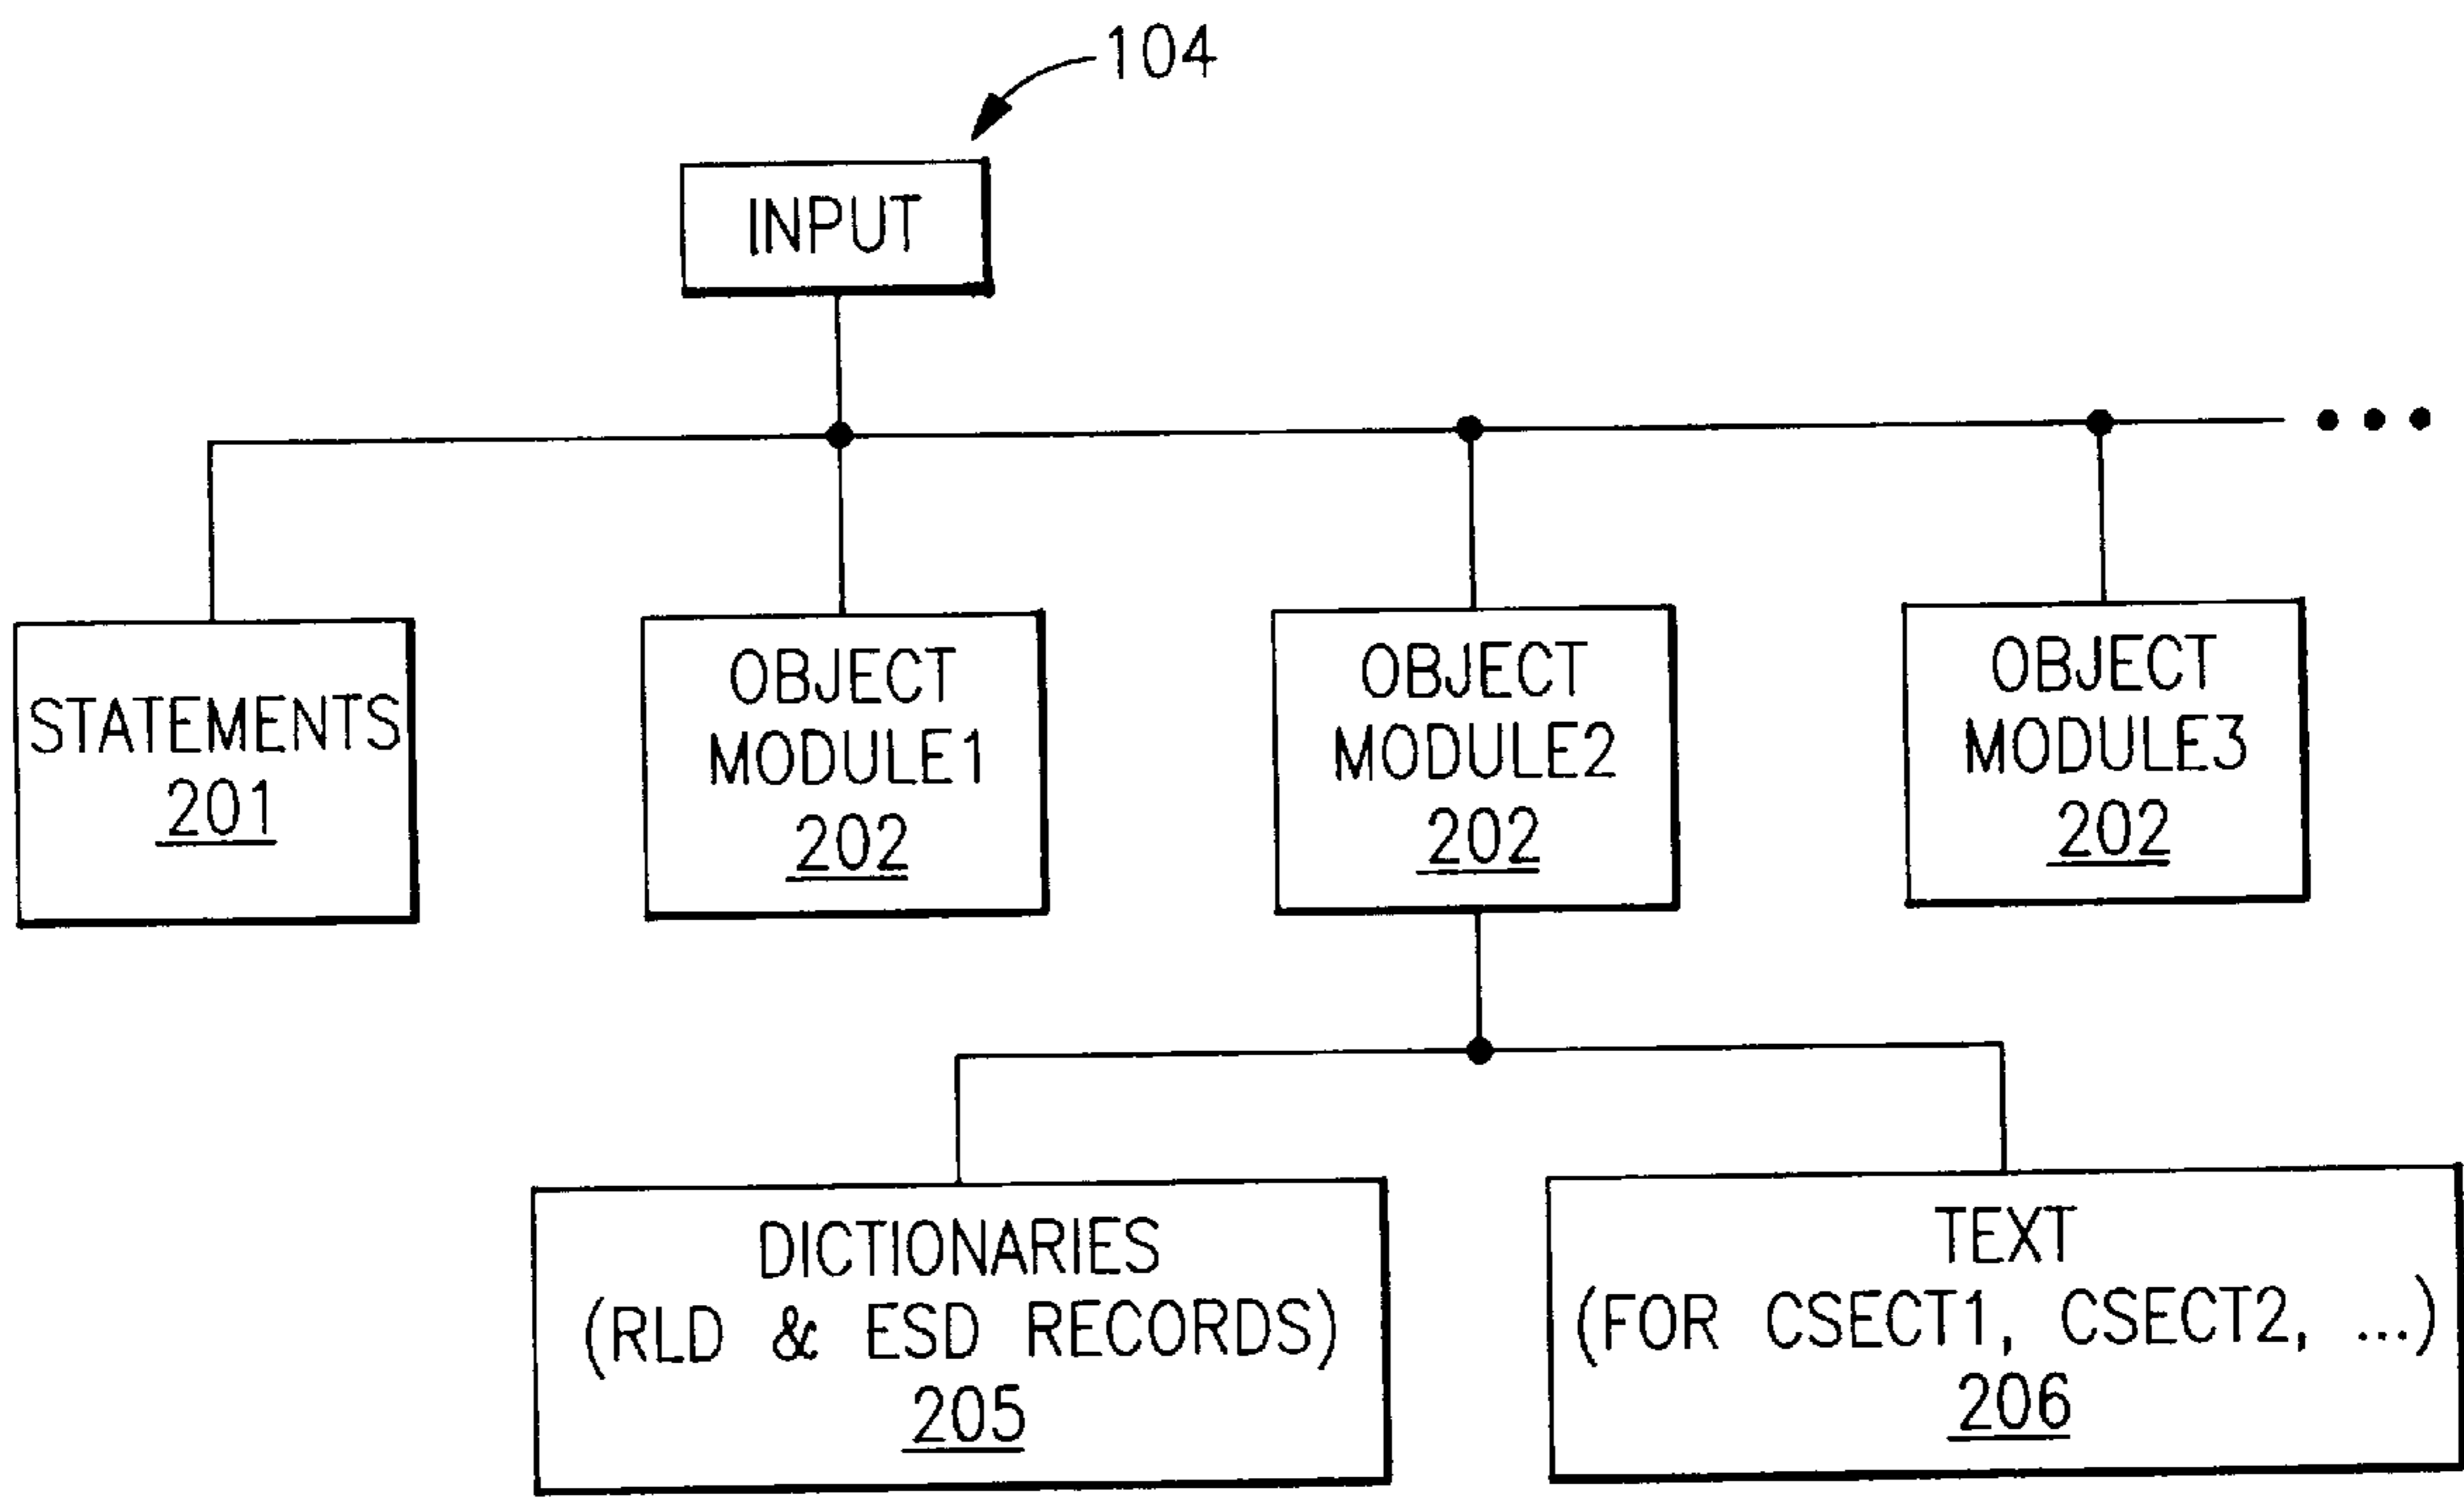 104
INPUT
STATEMENTS
201
OBJECT
MODULE1
202
OBJECT
MODULE2
202
OBJECT
MODULE3
202
DICTIONARIES
(RLD & ESD RECORDS)
205
TEXT
(FOR CSECT1, CSECT2, ...)
206